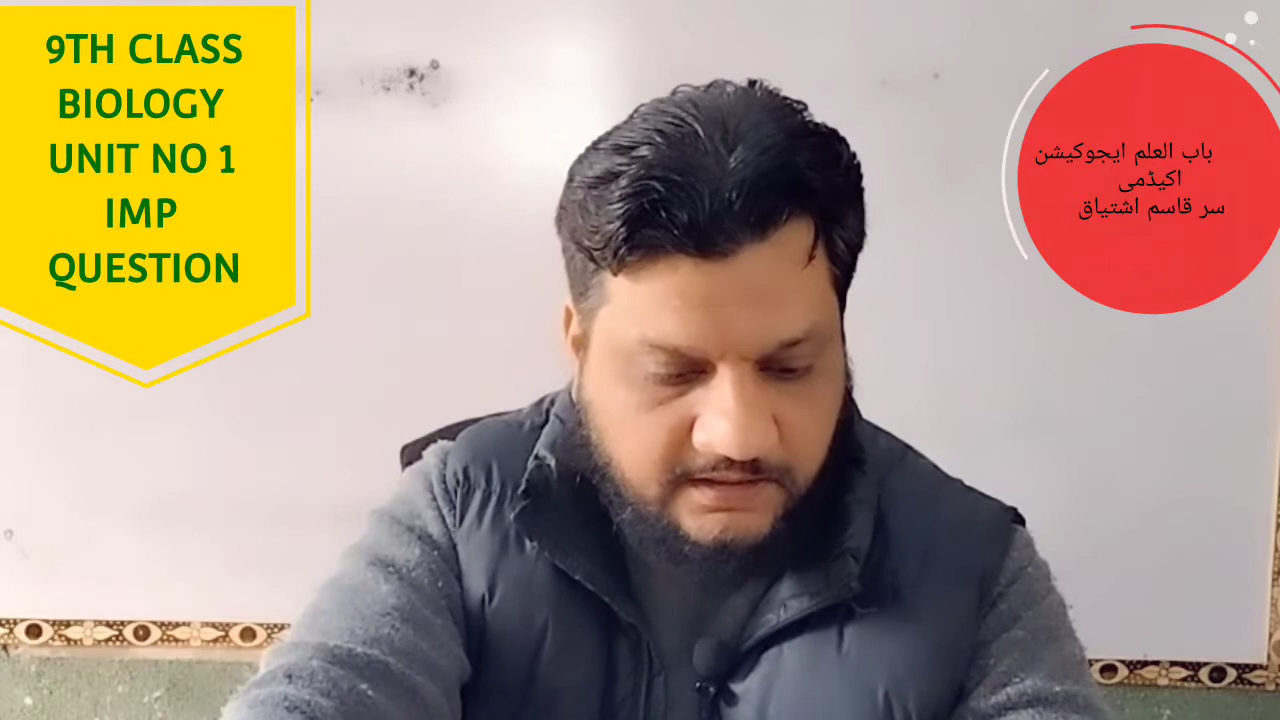 9TH CLASS
BIOLOGY
UNIT NO 1
IMP
QUESTION
باب العلم ایجوکیشن
اکیڈمی
سر قاسم اشتیاق